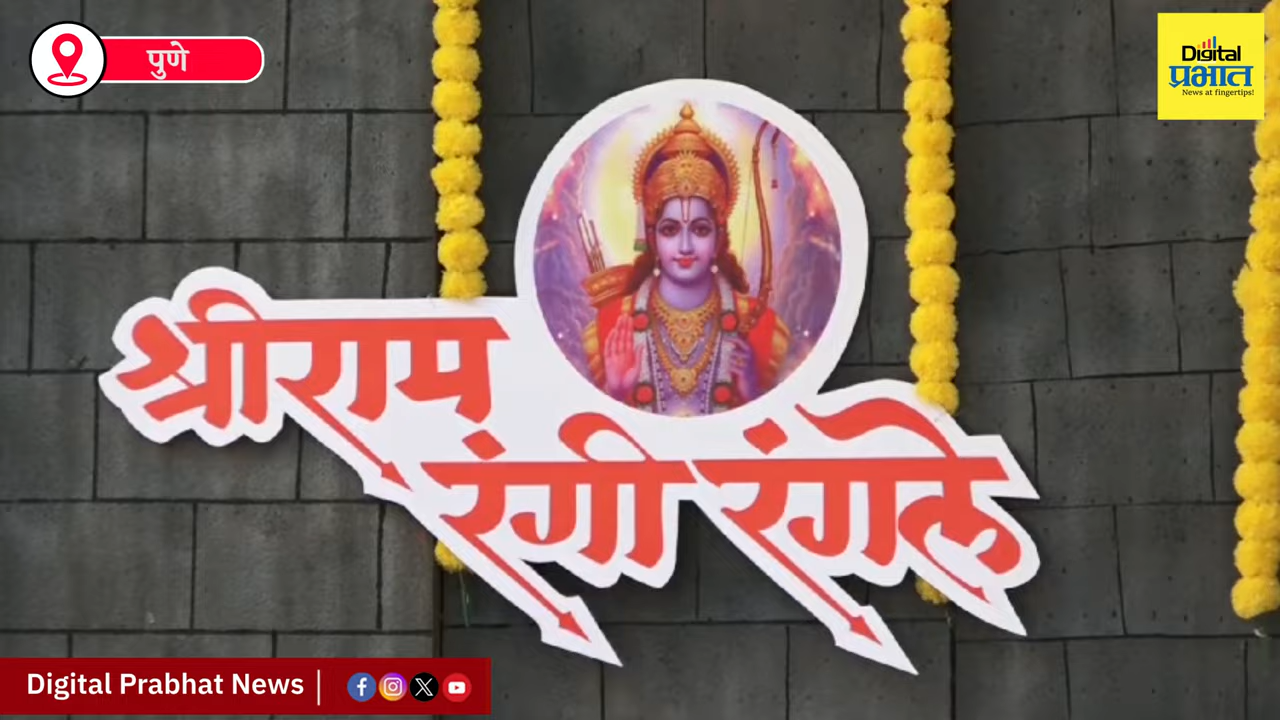 पुणे
Digital
प्रभात
News at fingertips!
श्रीराम
रंगी रंगले
Digital Prabhat News |